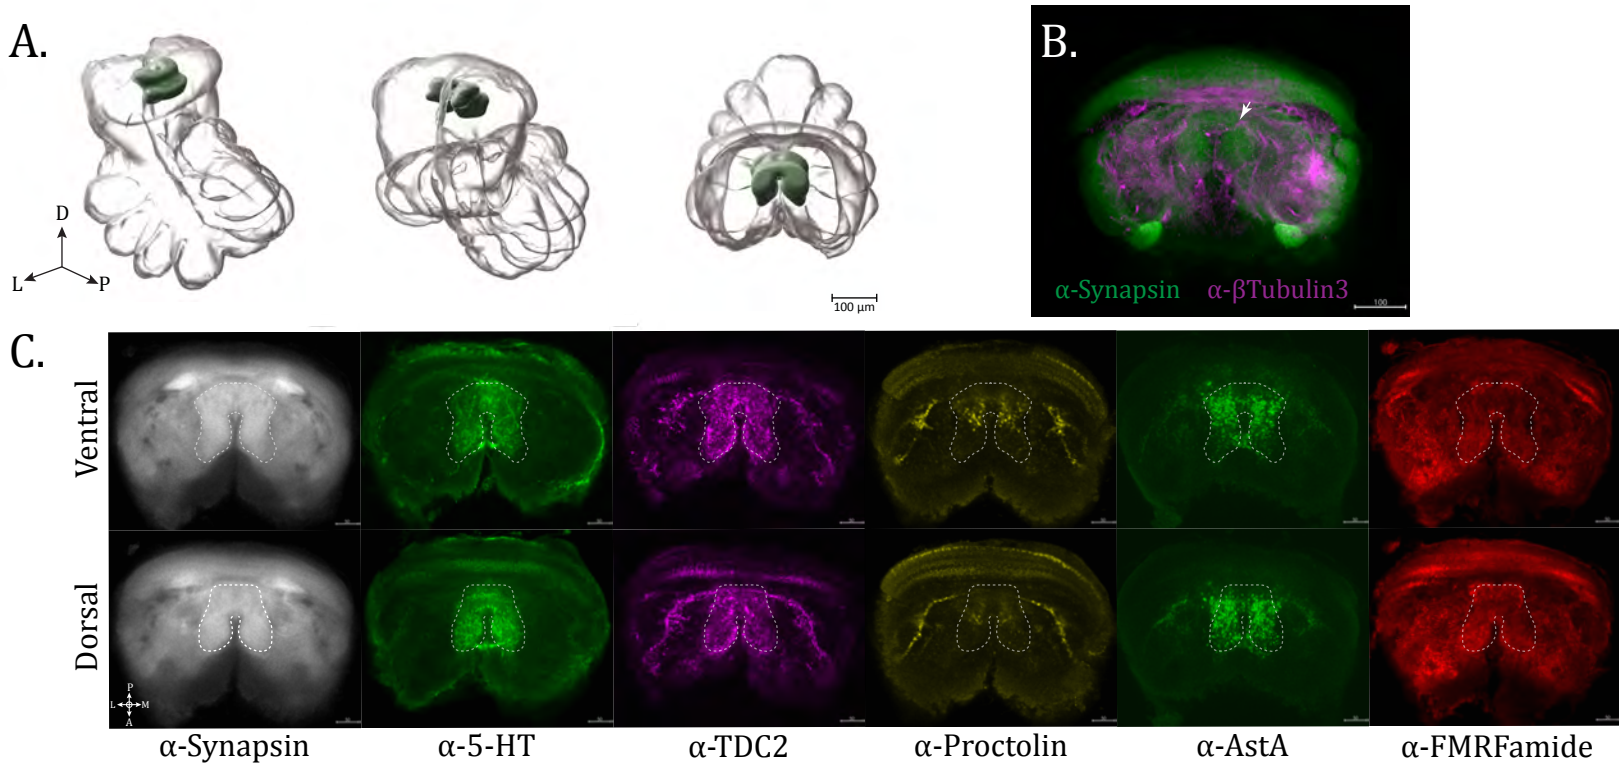 A.
D
L
P
100 μm
B.
α-Synapsin α-βTubulin3
100
C.
Ventral
Dorsal
P
L M
A
α-Synapsin
α-5-HT
α-TDC2
α-Proctolin
α-AstA
α-FMRFamide